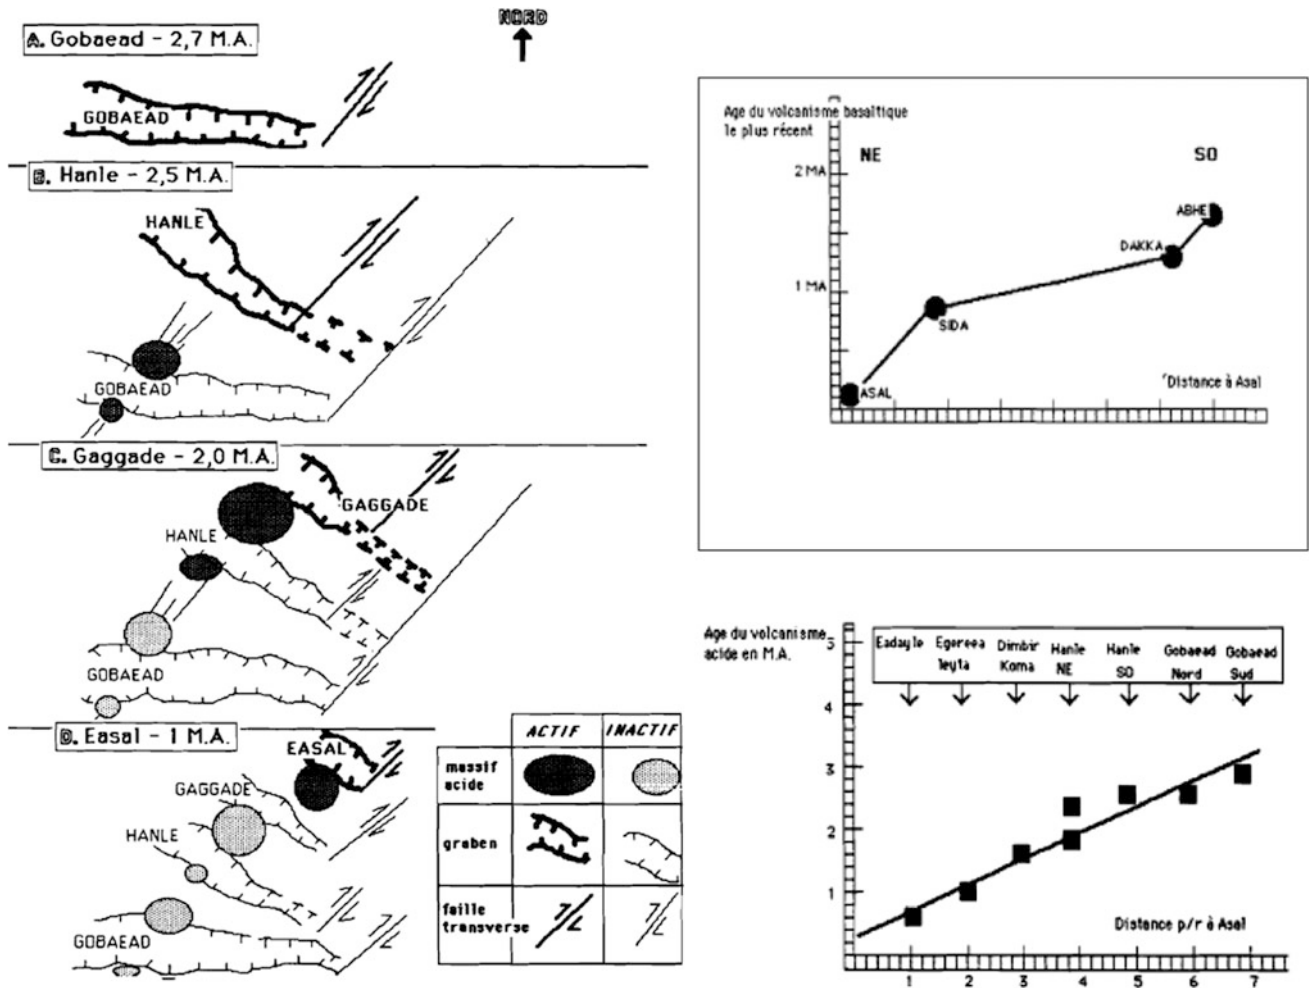 NORD
A. Gobaead - 2,7 M.A.
GOBAEAD
B. Hanle - 2,5 M.A.
HANLE
GOBAEAD
C. Gaggade - 2,0 M.A.
GAGGADE
HANLE
GOBAEAD
D. Easal - 1 M.A.
EASAL
GAGGADE
HANLE
GOBAEAD
ACTIF INACTIF
massif
acide
graben
faille
transverse
Age du volcanisme basaltique
le plus récent
NE SO
2 MA
ABHE
DAKKA
1 MA
SIDA
Distance à Asal
ASAL
Age du volcanisme
acide en M.A.
5
Eadayle Egereea Dimbir Hanle Hanle Gobaead Gobaead
leyta Koma NE SO Nord Sud
4
3
2
1
Distance p/r à Asal
1 2 3 4 5 6 7